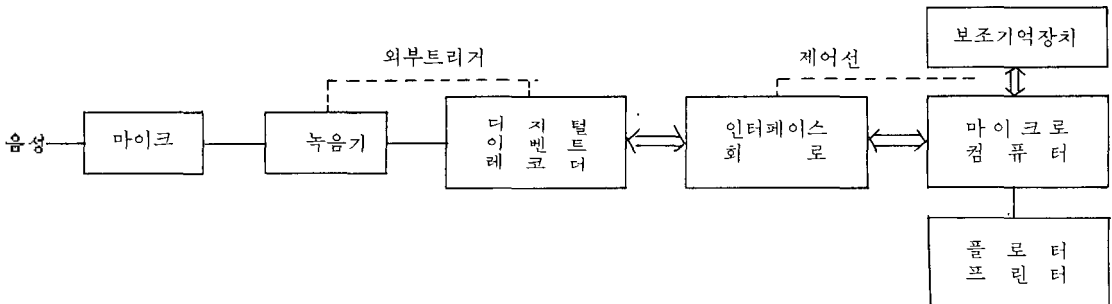 보조기억장치
외부트리거
제어선
음성
마이크
녹음기
디지털
이벤트
레코더
인터페이스
회로
마이크로
컴퓨터
플로터
프린터